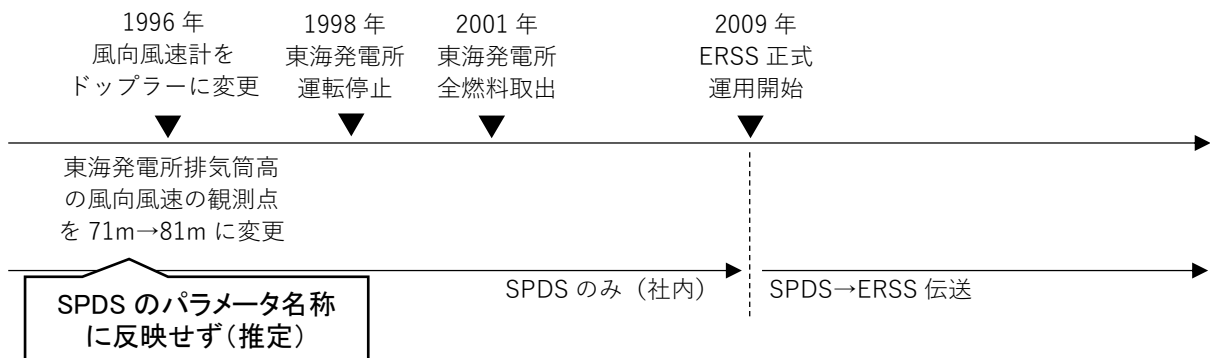 1996 年
風向風速計を
ドップラーに変更
1998 年
東海発電所
運転停止
2001 年
東海発電所
全燃料取出
2009 年
ERSS 正式
運用開始
東海発電所排気筒高
の風向風速の観測点
を 71m→81m に変更
SPDS のパラメータ名称
に反映せず（推定）
SPDS のみ（社内）
SPDS→ERSS 伝送